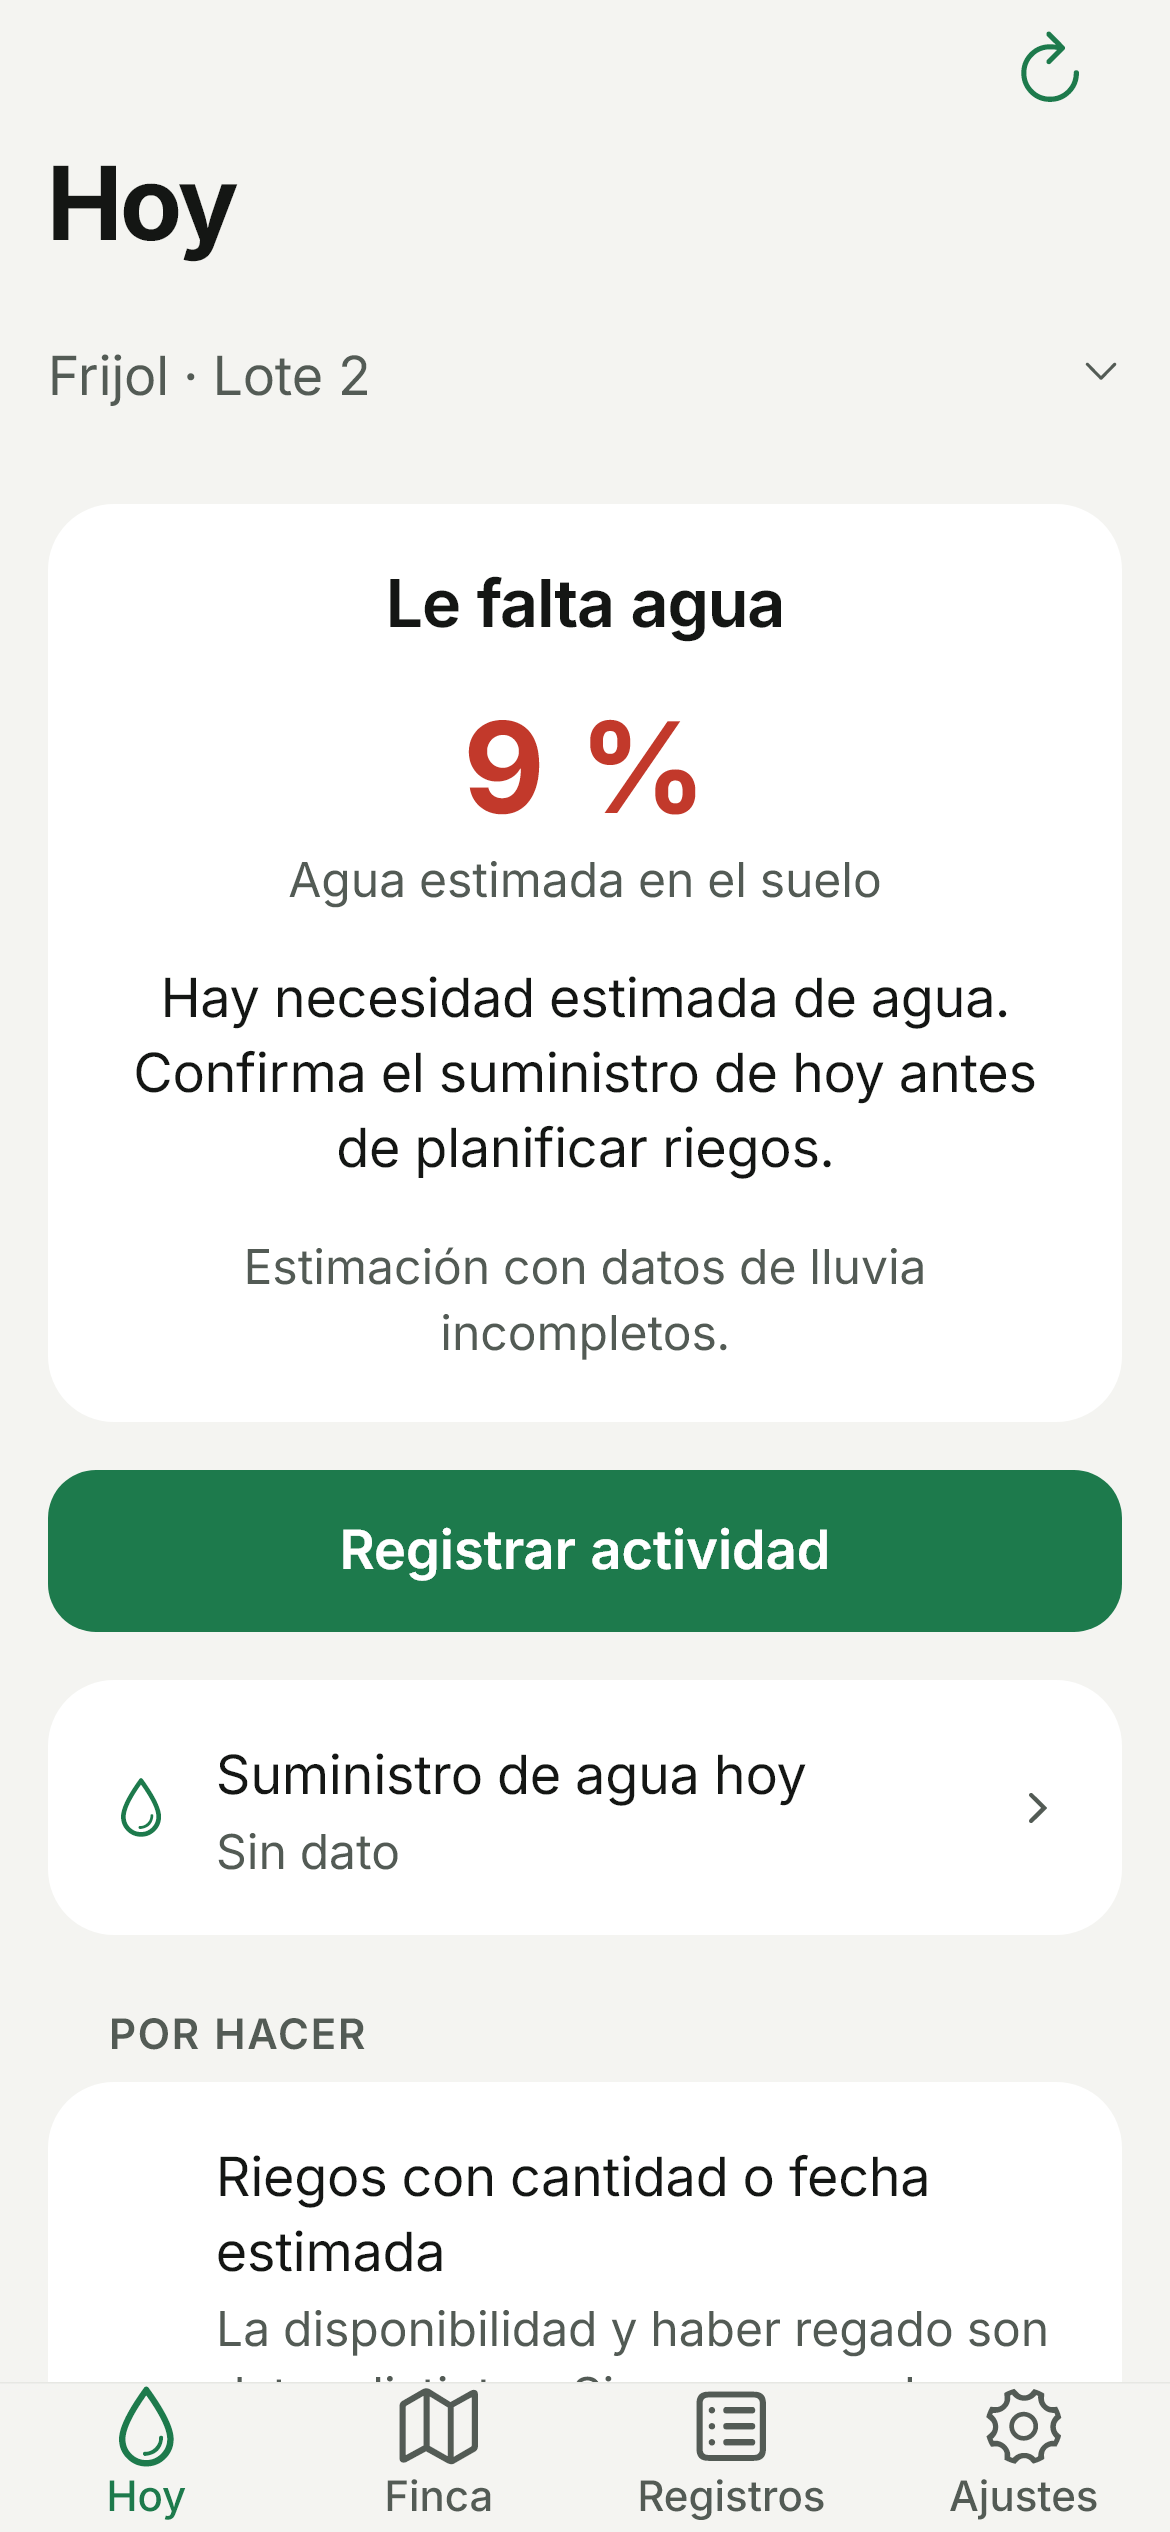 Hoy
Frijol · Lote 2
Le falta agua
9 %
Agua estimada en el suelo
Hay necesidad estimada de agua.
Confirma el suministro de hoy antes
de planificar riegos.
Estimación con datos de lluvia
incompletos.
Registrar actividad
Suministro de agua hoy
Sin dato
POR HACER
Riegos con cantidad o fecha
estimada
La disponibilidad y haber regado son
Hoy
Finca
Registros
Ajustes